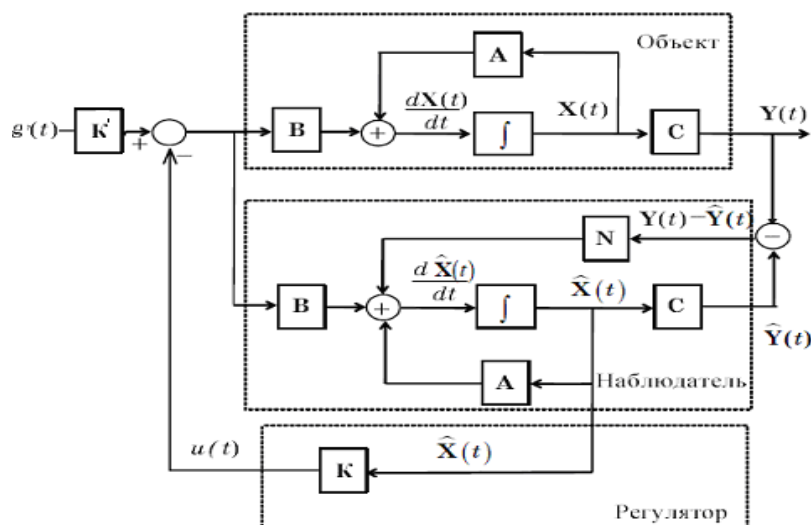 Объект
A
dX(t)
dt
X(t)
Y(t)
g'(t)
K'
+
−
B
+
∫
C
Y(t)−Ŷ(t)
−
N
dX̂(t)
dt
X̂(t)
B
+
∫
C
Ŷ(t)
A
Наблюдатель
u(t)
K
X̂(t)
Регулятор